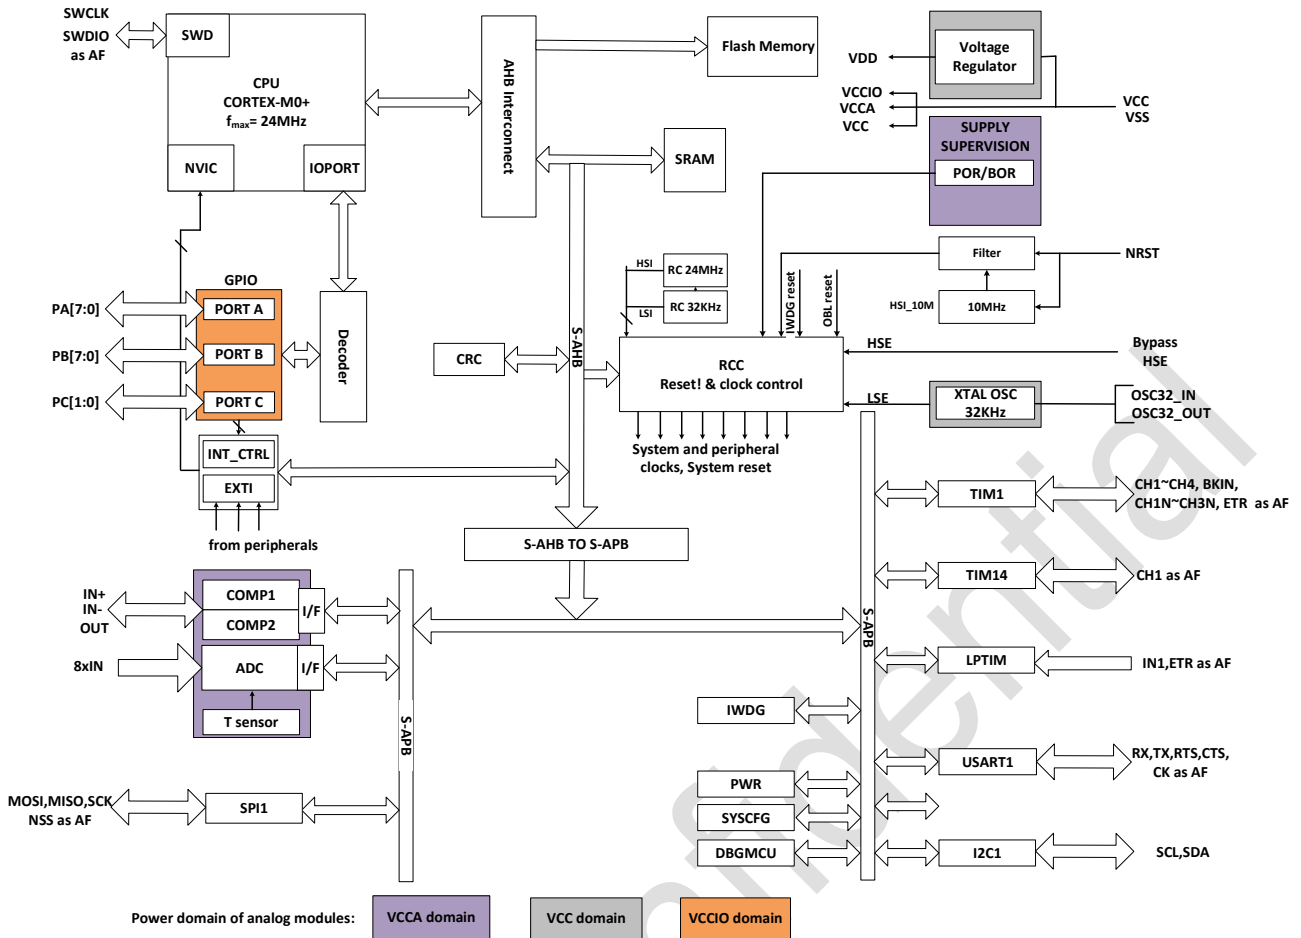 SWCLK
SWDIO
as AF
SWD
CPU
CORTEX-M0+
fmax= 24MHz
NVIC
IOPORT
AHB Interconnect
Flash Memory
SRAM
VDD
Voltage
Regulator
VCCIO
VCCA
VCC
VCC
VSS
SUPPLY
SUPERVISION
POR/BOR
Filter
NRST
HSI_10M
10MHz
GPIO
PA[7:0]
PORT A
PB[7:0]
PORT B
PC[1:0]
PORT C
Decoder
INT_CTRL
EXTI
from peripherals
CRC
S-AHB
HSI
RC 24MHz
LSI
RC 32KHz
IWDG reset
OBL reset
RCC
Reset! & clock control
HSE
Bypass
HSE
LSE
XTAL OSC
32KHz
OSC32_IN
OSC32_OUT
System and peripheral
clocks, System reset
S-AHB TO S-APB
IN+
IN-
OUT
COMP1
COMP2
I/F
8xIN
ADC
I/F
T sensor
S-APB
MOSI,MISO,SCK
NSS as AF
SPI1
S-APB
TIM1
CH1~CH4, BKIN,
CH1N~CH3N, ETR as AF
TIM14
CH1 as AF
LPTIM
IN1,ETR as AF
IWDG
USART1
RX,TX,RTS,CTS,
CK as AF
PWR
SYSCFG
DBGMCU
I2C1
SCL,SDA
Power domain of analog modules:
VCCA domain
VCC domain
VCCIO domain
nfidential